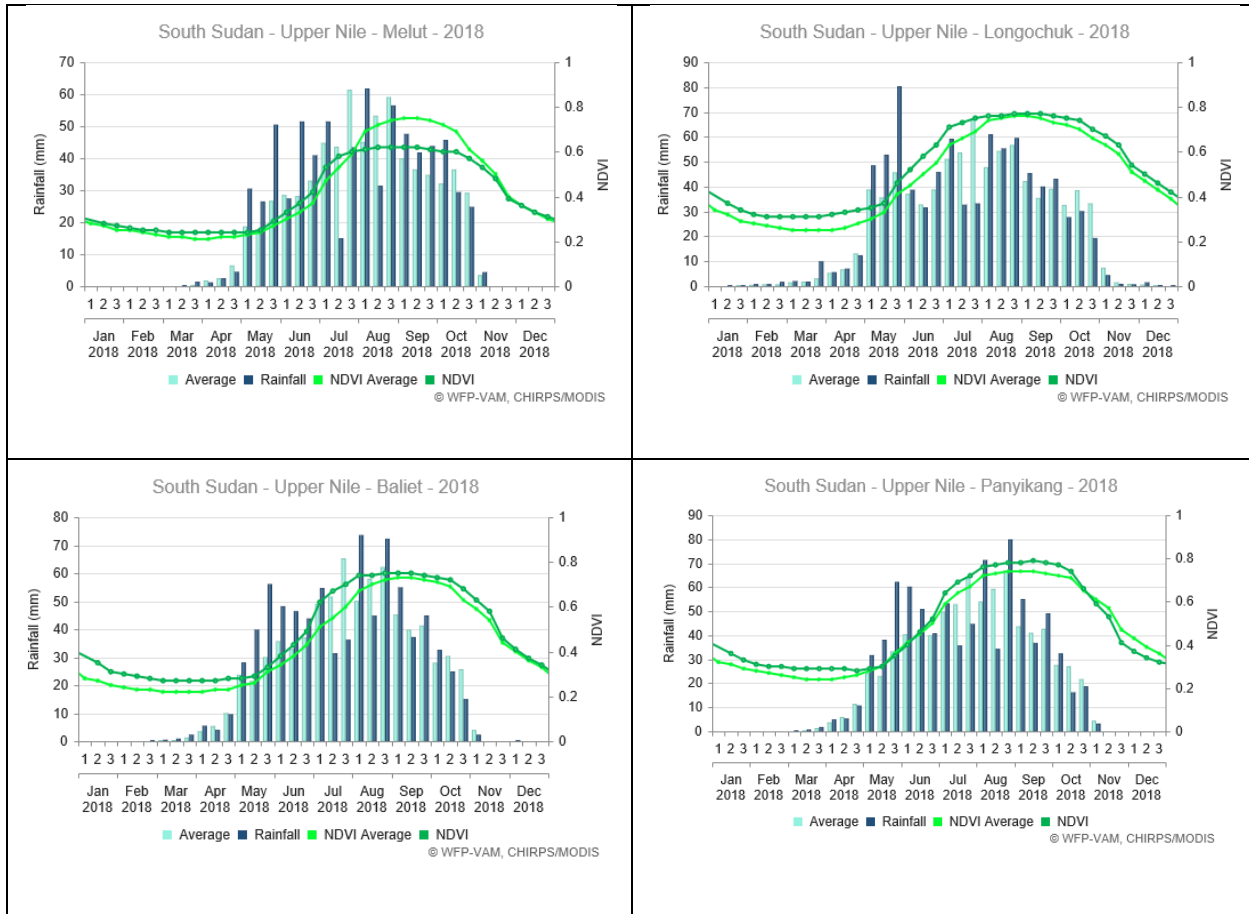 South Sudan - Upper Nile - Melut - 2018
70
60
50
40
30
20
10
0
Rainfall (mm)
1
0.8
0.6
0.4
0.2
0
NDVI
1 2 3 1 2 3 1 2 3 1 2 3 1 2 3 1 2 3 1 2 3 1 2 3 1 2 3 1 2 3 1 2 3 1 2 3
Jan Feb Mar Apr May Jun Jul Aug Sep Oct Nov Dec
2018 2018 2018 2018 2018 2018 2018 2018 2018 2018 2018 2018
Average Rainfall NDVI Average NDVI
© WFP-VAM, CHIRPS/MODIS
South Sudan - Upper Nile - Longochuk - 2018
90
80
70
60
50
40
30
20
10
0
Rainfall (mm)
1
0.8
0.6
0.4
0.2
0
NDVI
1 2 3 1 2 3 1 2 3 1 2 3 1 2 3 1 2 3 1 2 3 1 2 3 1 2 3 1 2 3 1 2 3 1 2 3
Jan Feb Mar Apr May Jun Jul Aug Sep Oct Nov Dec
2018 2018 2018 2018 2018 2018 2018 2018 2018 2018 2018 2018
Average Rainfall NDVI Average NDVI
© WFP-VAM, CHIRPS/MODIS
South Sudan - Upper Nile - Baliet - 2018
80
70
60
50
40
30
20
10
0
Rainfall (mm)
1
0.8
0.6
0.4
0.2
0
NDVI
1 2 3 1 2 3 1 2 3 1 2 3 1 2 3 1 2 3 1 2 3 1 2 3 1 2 3 1 2 3 1 2 3 1 2 3
Jan Feb Mar Apr May Jun Jul Aug Sep Oct Nov Dec
2018 2018 2018 2018 2018 2018 2018 2018 2018 2018 2018 2018
Average Rainfall NDVI Average NDVI
© WFP-VAM, CHIRPS/MODIS
South Sudan - Upper Nile - Panyikang - 2018
90
80
70
60
50
40
30
20
10
0
Rainfall (mm)
1
0.8
0.6
0.4
0.2
0
NDVI
1 2 3 1 2 3 1 2 3 1 2 3 1 2 3 1 2 3 1 2 3 1 2 3 1 2 3 1 2 3 1 2 3 1 2 3
Jan Feb Mar Apr May Jun Jul Aug Sep Oct Nov Dec
2018 2018 2018 2018 2018 2018 2018 2018 2018 2018 2018 2018
Average Rainfall NDVI Average NDVI
© WFP-VAM, CHIRPS/MODIS